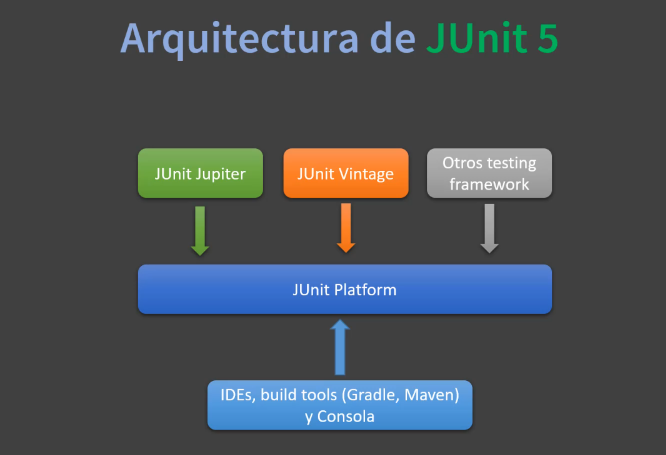 Arquitectura de JUnit 5
JUnit Jupiter
JUnit Vintage
Otros testing
framework
JUnit Platform
IDEs, build tools (Gradle, Maven)
y Consola